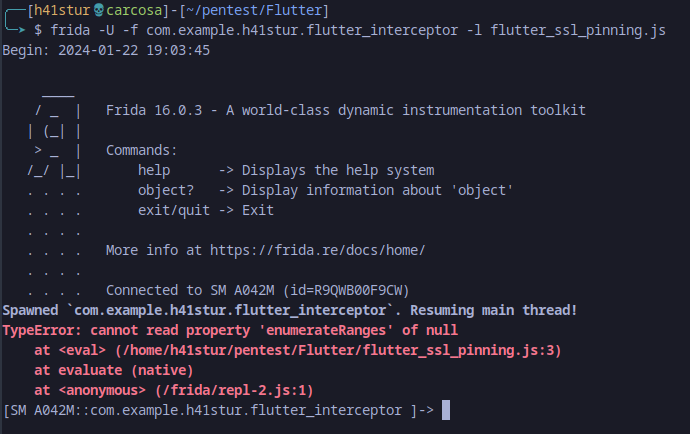 [h41stur💀carcosa]-[~/pentest/Flutter]
$ frida -U -f com.example.h41stur.flutter_interceptor -l flutter_ssl_pinning.js
Begin: 2024-01-22 19:03:45
     ____
    / _  |   Frida 16.0.3 - A world-class dynamic instrumentation toolkit
   | (_| |
    > _  |   Commands:
   /_/ |_|       help      -> Displays the help system
   . . . .       object?   -> Display information about 'object'
   . . . .       exit/quit -> Exit
   . . . .
   . . . .   More info at https://frida.re/docs/home/
   . . . .
   . . . .   Connected to SM A042M (id=R9QWB00F9CW)
Spawned `com.example.h41stur.flutter_interceptor`. Resuming main thread!
TypeError: cannot read property 'enumerateRanges' of null
    at <eval> (/home/h41stur/pentest/Flutter/flutter_ssl_pinning.js:3)
    at evaluate (native)
    at <anonymous> (/frida/repl-2.js:1)
[SM A042M::com.example.h41stur.flutter_interceptor ]->